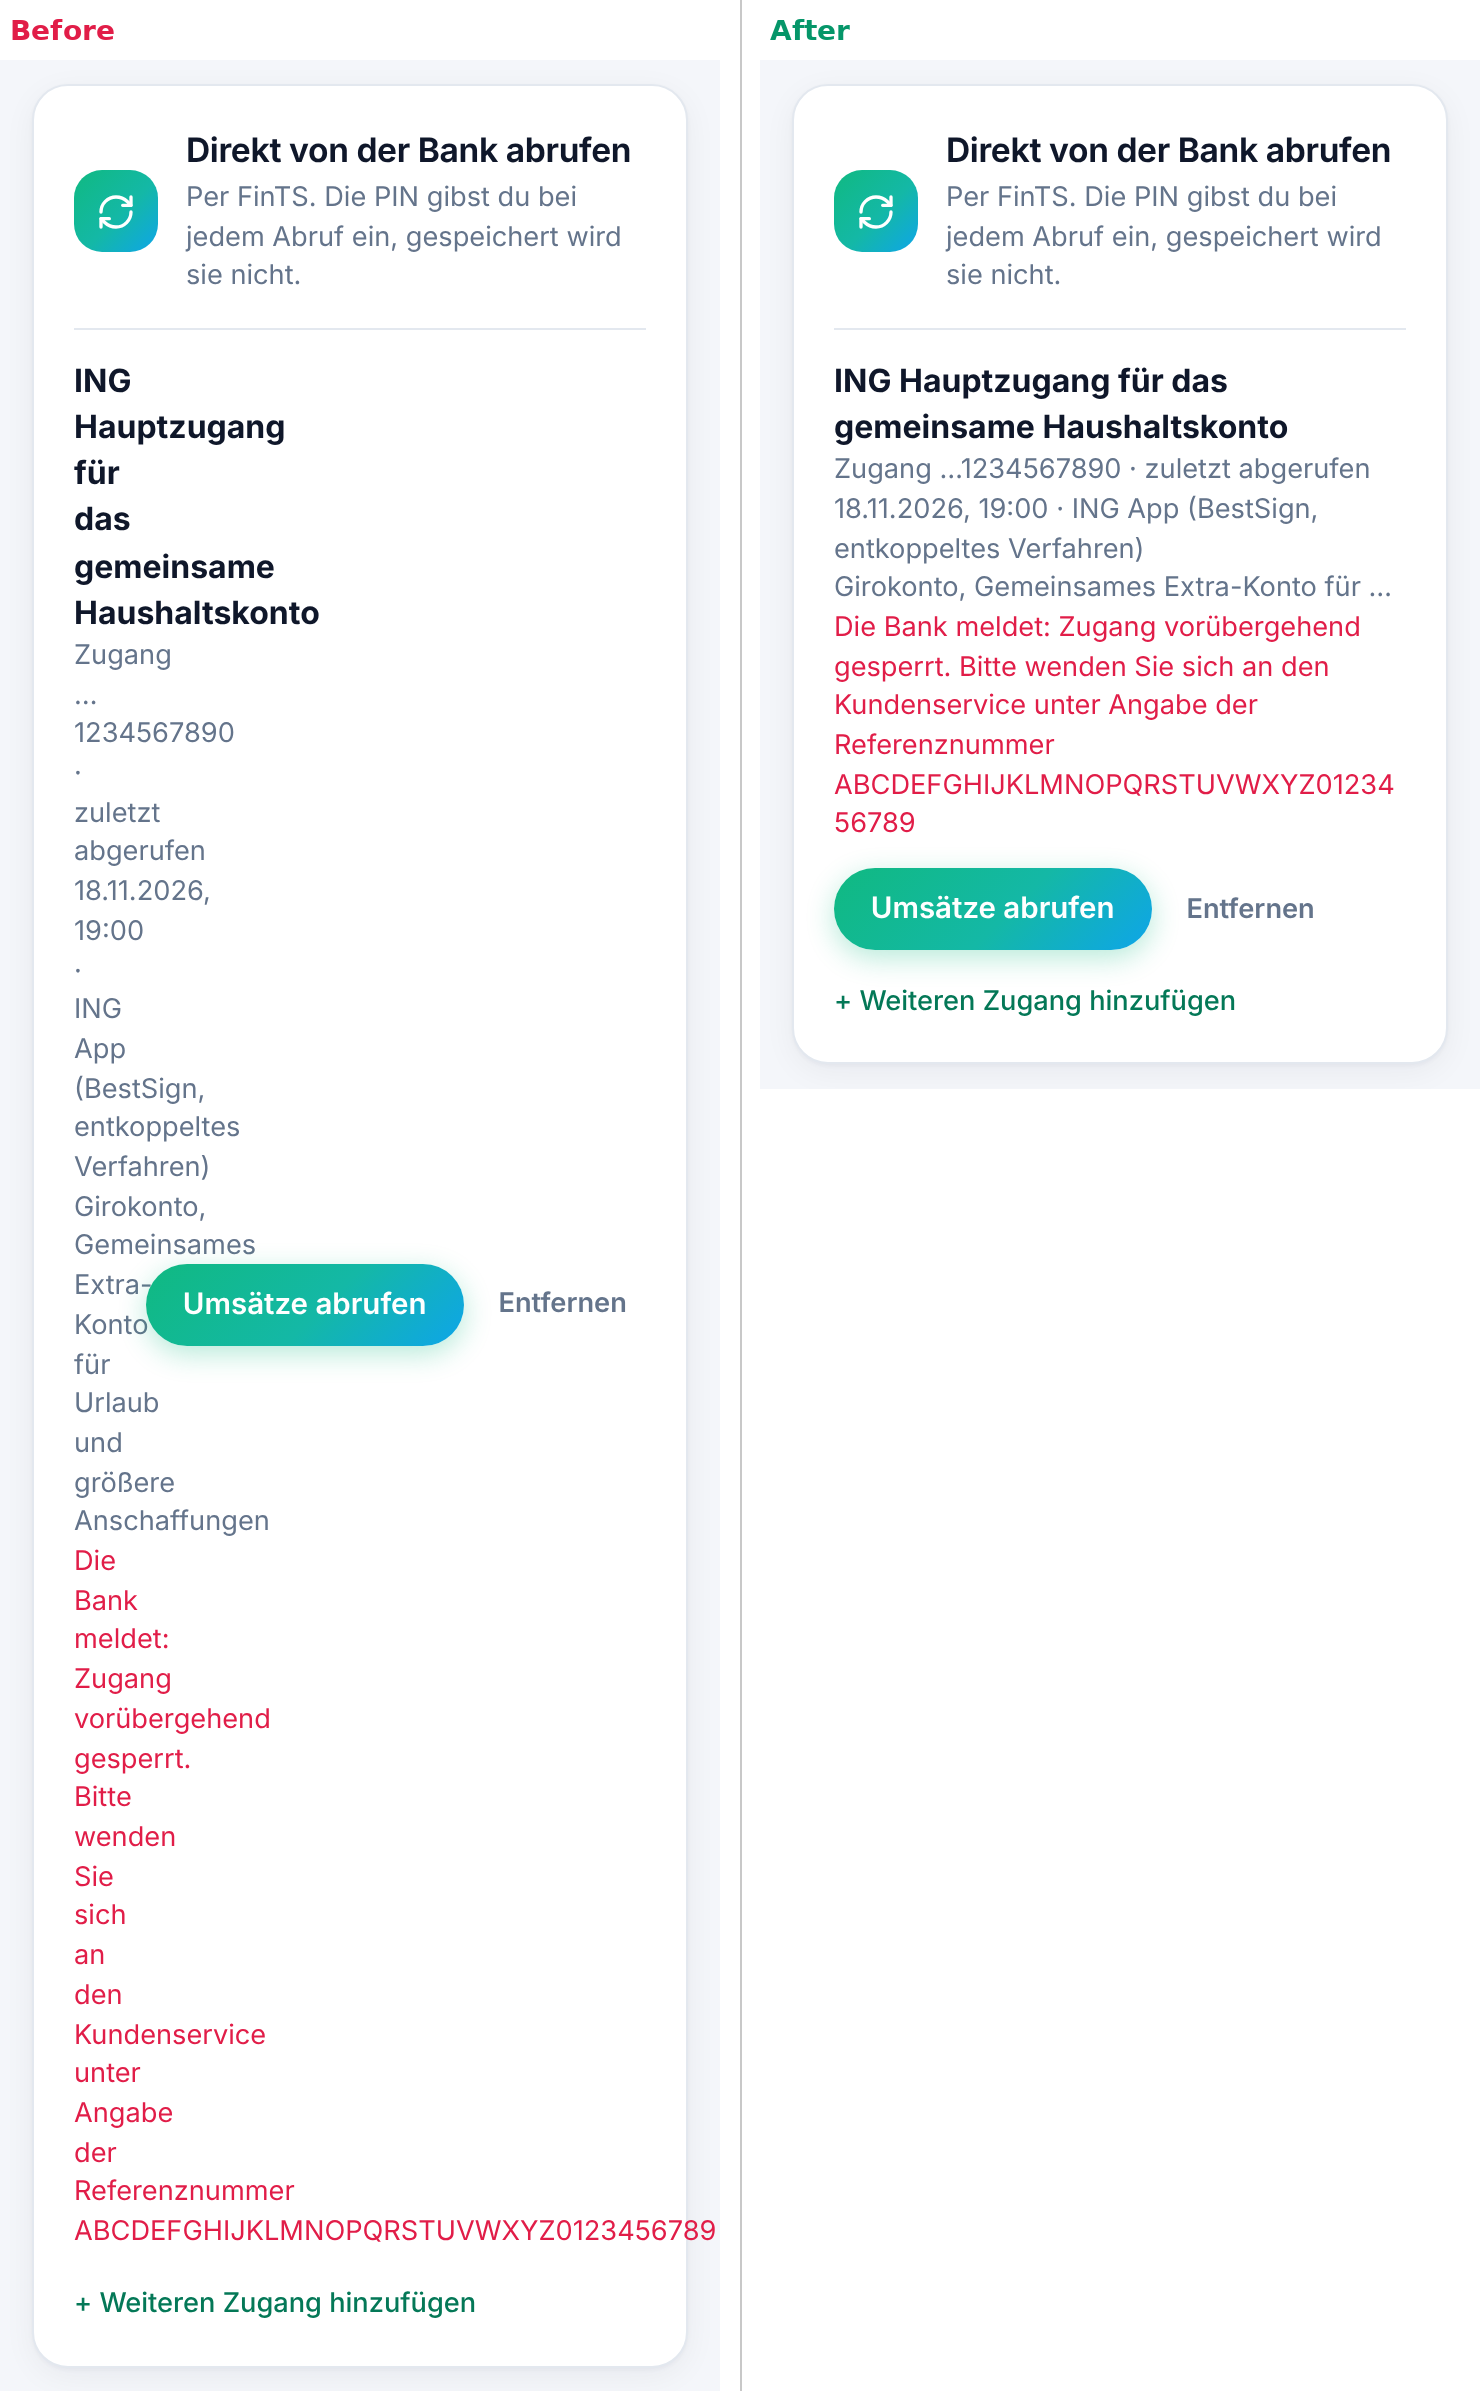 Before
Direkt von der Bank abrufen
Per FinTS. Die PIN gibst du bei
jedem Abruf ein, gespeichert wird
sie nicht.
ING
Hauptzugang
für
das
gemeinsame
Haushaltskonto
Zugang
…
1234567890
·
zuletzt
abgerufen
18.11.2026,
19:00
·
ING
App
(BestSign,
entkoppeltes
Verfahren)
Girokonto,
Gemeinsames
Extra-
Konto
für
Urlaub
und
größere
Anschaffungen
Umsätze abrufen
Entfernen
Die
Bank
meldet:
Zugang
vorübergehend
gesperrt.
Bitte
wenden
Sie
sich
an
den
Kundenservice
unter
Angabe
der
Referenznummer
ABCDEFGHIJKLMNOPQRSTUVWXYZ0123456789
+ Weiteren Zugang hinzufügen
After
Direkt von der Bank abrufen
Per FinTS. Die PIN gibst du bei
jedem Abruf ein, gespeichert wird
sie nicht.
ING Hauptzugang für das
gemeinsame Haushaltskonto
Zugang …1234567890 · zuletzt abgerufen
18.11.2026, 19:00 · ING App (BestSign,
entkoppeltes Verfahren)
Girokonto, Gemeinsames Extra-Konto für …
Die Bank meldet: Zugang vorübergehend
gesperrt. Bitte wenden Sie sich an den
Kundenservice unter Angabe der
Referenznummer
ABCDEFGHIJKLMNOPQRSTUVWXYZ01234
56789
Umsätze abrufen
Entfernen
+ Weiteren Zugang hinzufügen